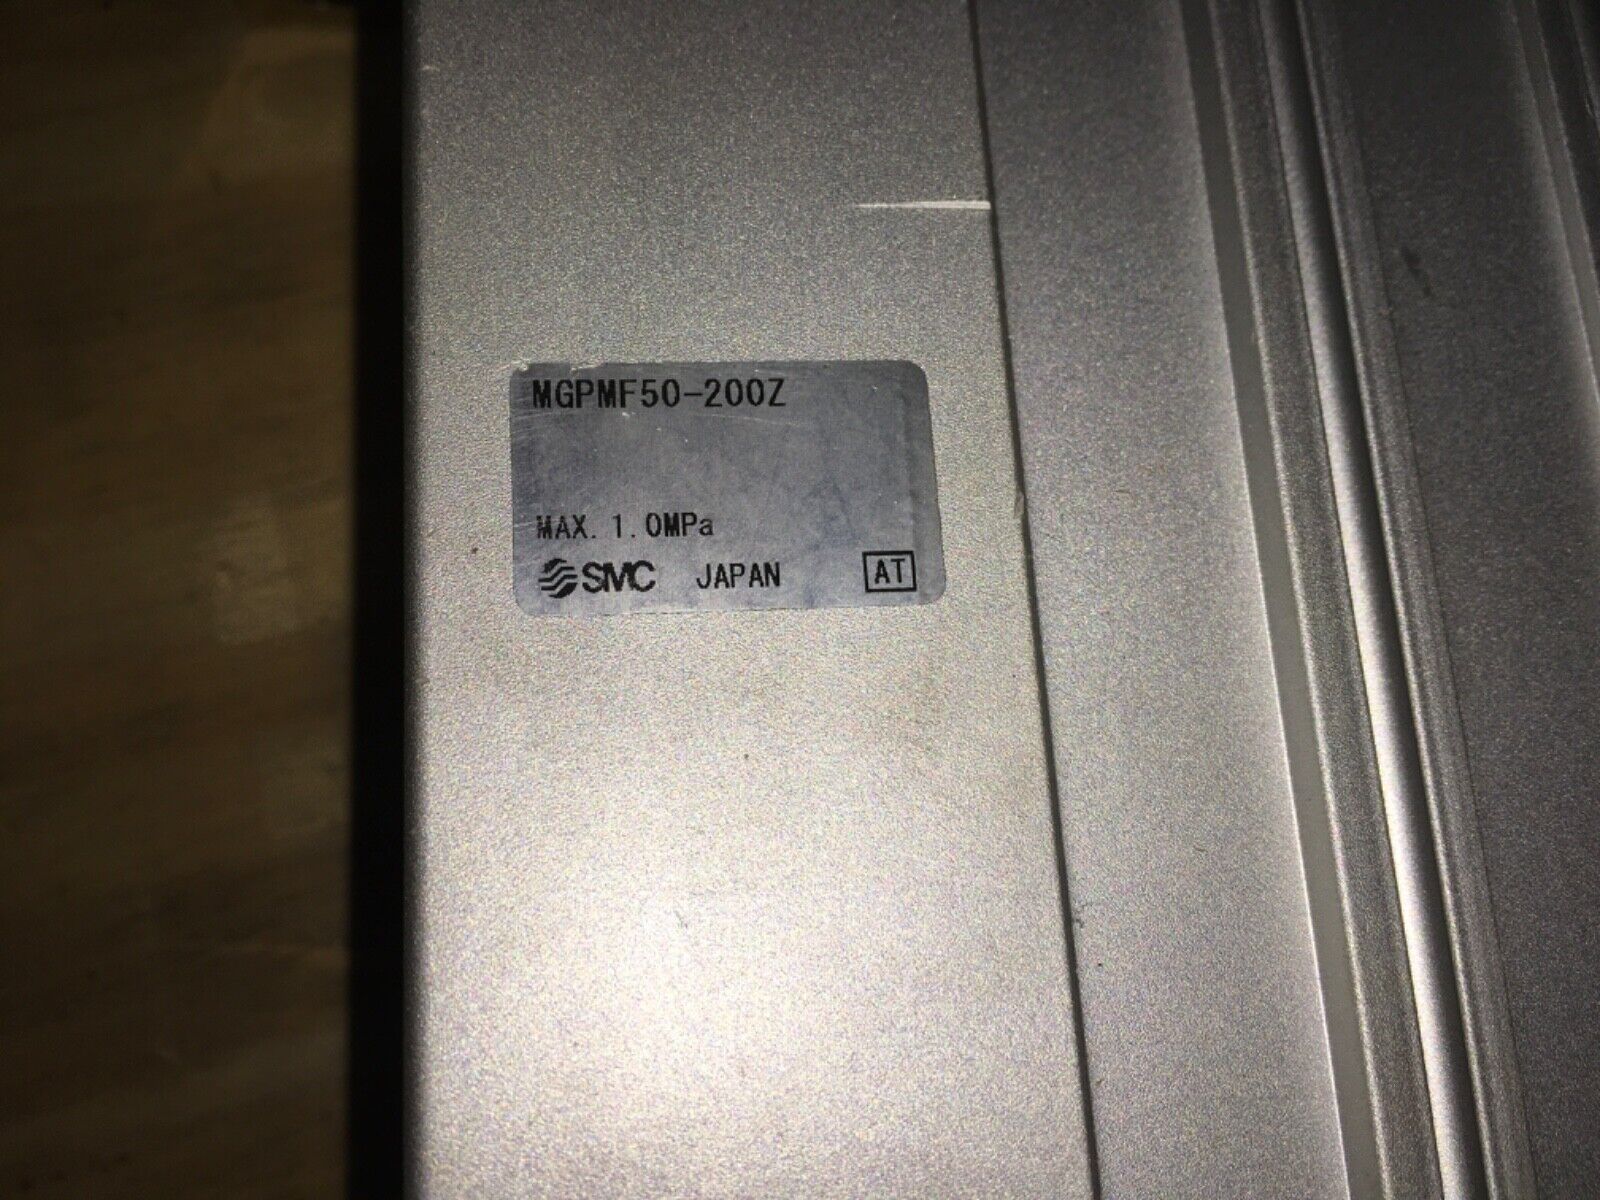 MGPMF50-200Z
MAX. 1.0MPa
SMC JAPAN AT